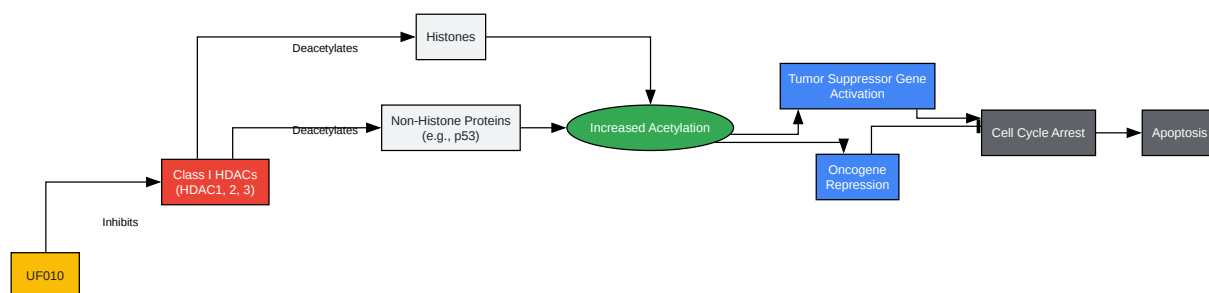 Histones
Deacetylates
Tumor Suppressor Gene
Activation
Non-Histone Proteins
(e.g., p53)
Deacetylates
Increased Acetylation
Cell Cycle Arrest
Apoptosis
Class I HDACs
(HDAC1, 2, 3)
Oncogene
Repression
Inhibits
UF010